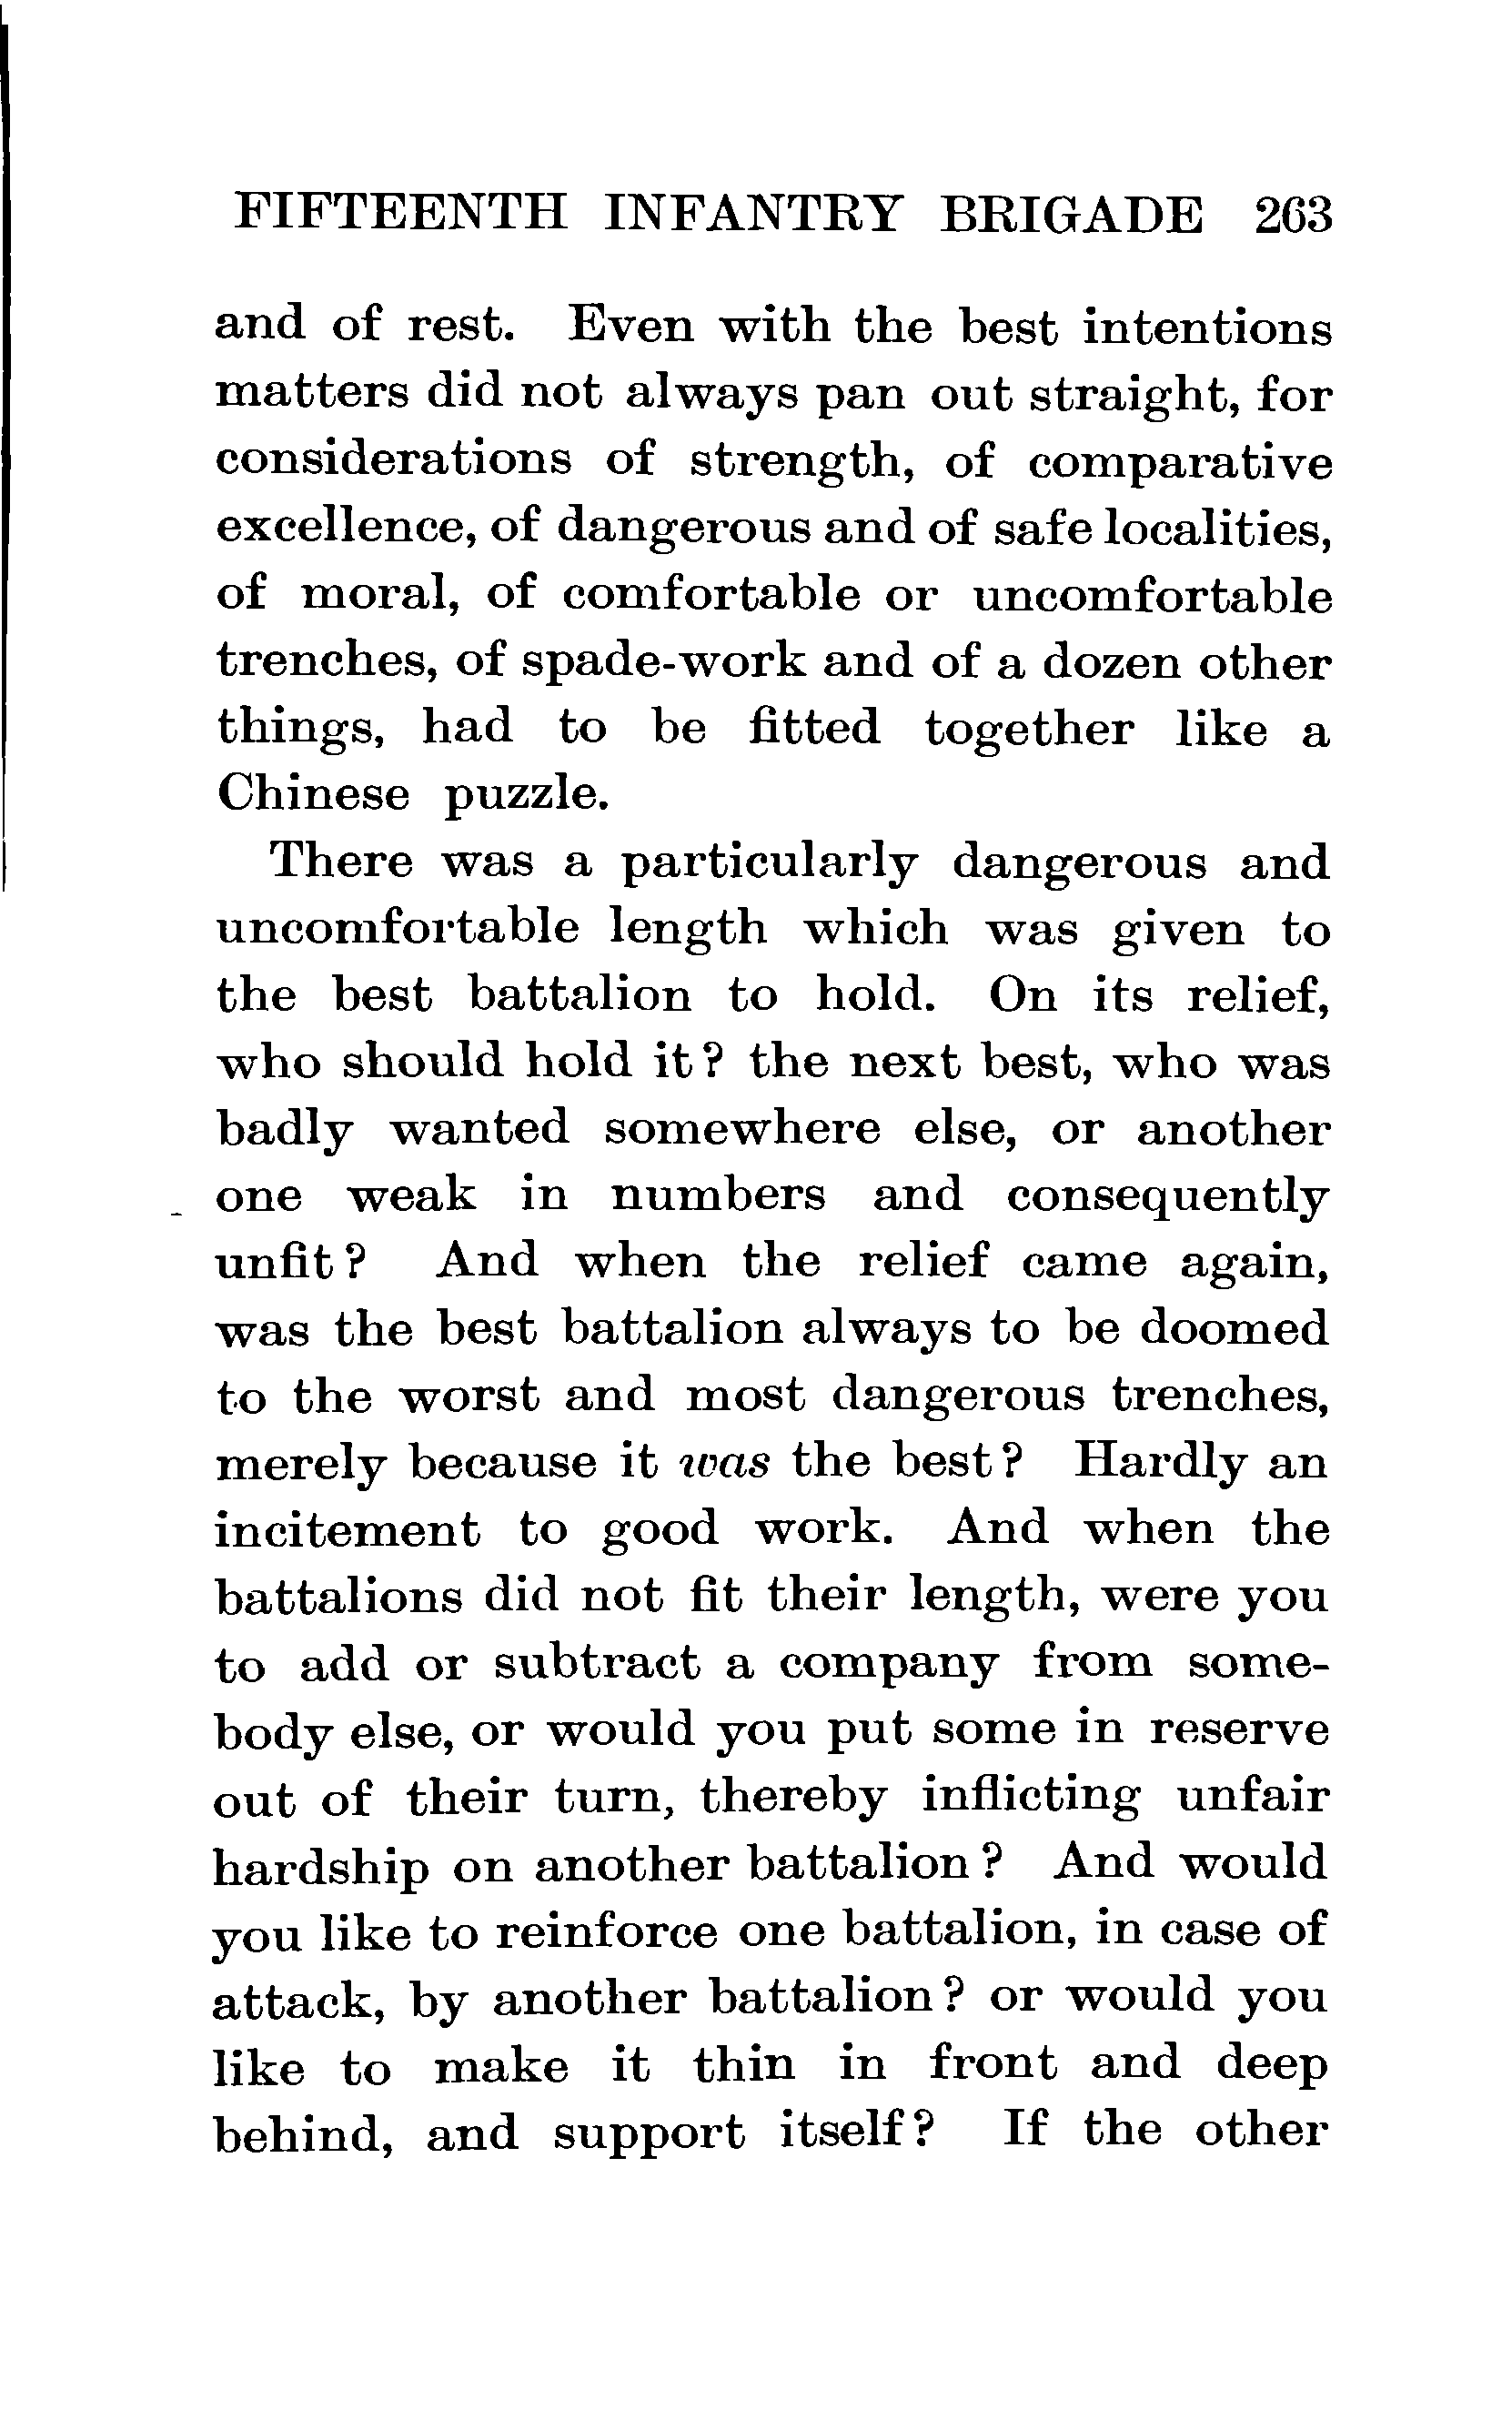 FIFTEENTH INFANTRY BRIGADE 263
and of rest. Even with the best intentions
matters did not always pan out straight, for
considerations of strength, of comparative
excellence, of dangerous and of safe localities,
of moral, of comfortable or uncomfortable
trenches, of spade-work and of a dozen other
things, had to be fitted together like a
Chinese puzzle.
There was a particularly dangerous and
uncomfortable length which was given to
the best battalion to hold. On its relief,
who should hold it? the next best, who was
badly wanted somewhere else, or another
one weak in numbers and consequently
unfit? And when the relief came again,
was the best battalion always to be doomed
to the worst and most dangerous trenches,
merely because it was the best? Hardly an
incitement to good work. And when the
battalions did not fit their length, were you
to add or subtract a company from some-
body else, or would you put some in reserve
out of their turn, thereby inflicting unfair
hardship on another battalion? And would
you like to reinforce one battalion, in case of
attack, by another battalion? or would you
like to make it thin in front and deep
behind, and support itself? If the other